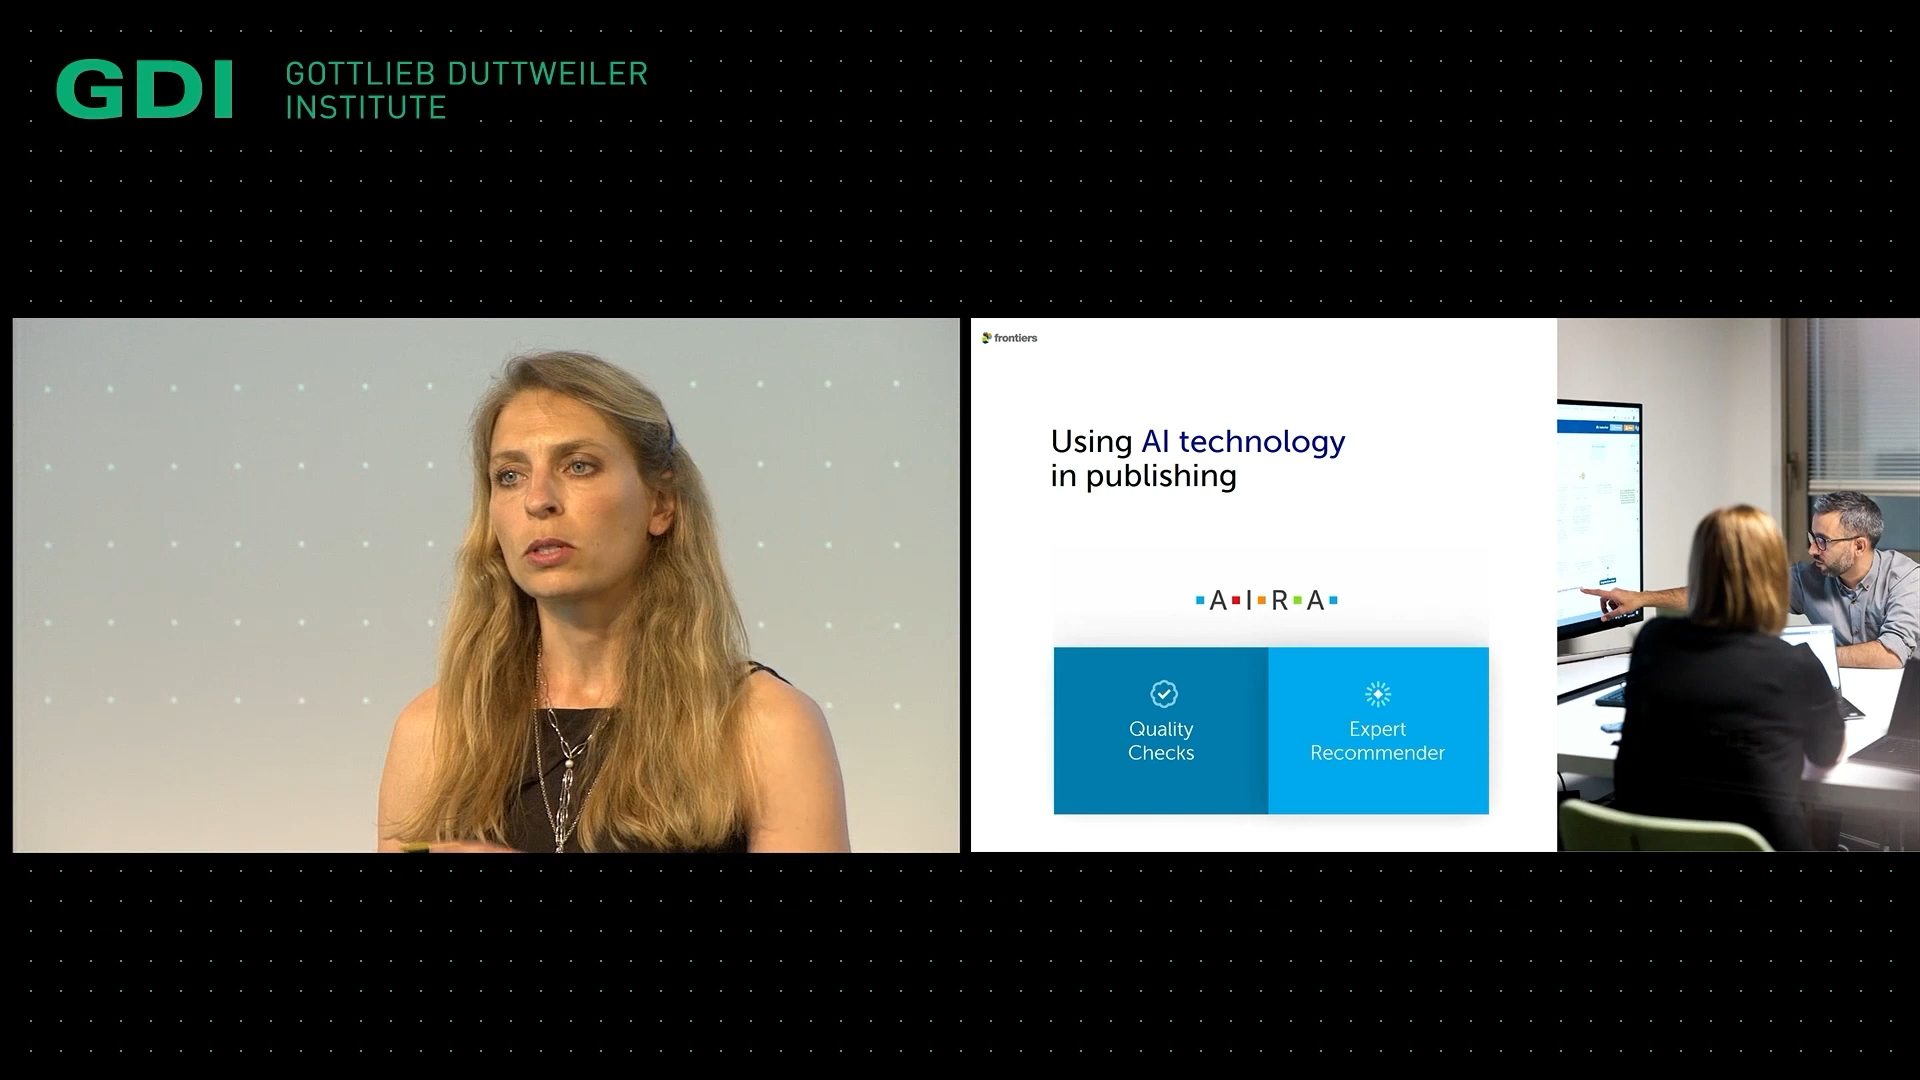 GDI
GOTTLIEB DUTTWEILER
INSTITUTE
frontiers
Using AI technology
in publishing
A I R A
Quality
Checks
Expert
Recommender